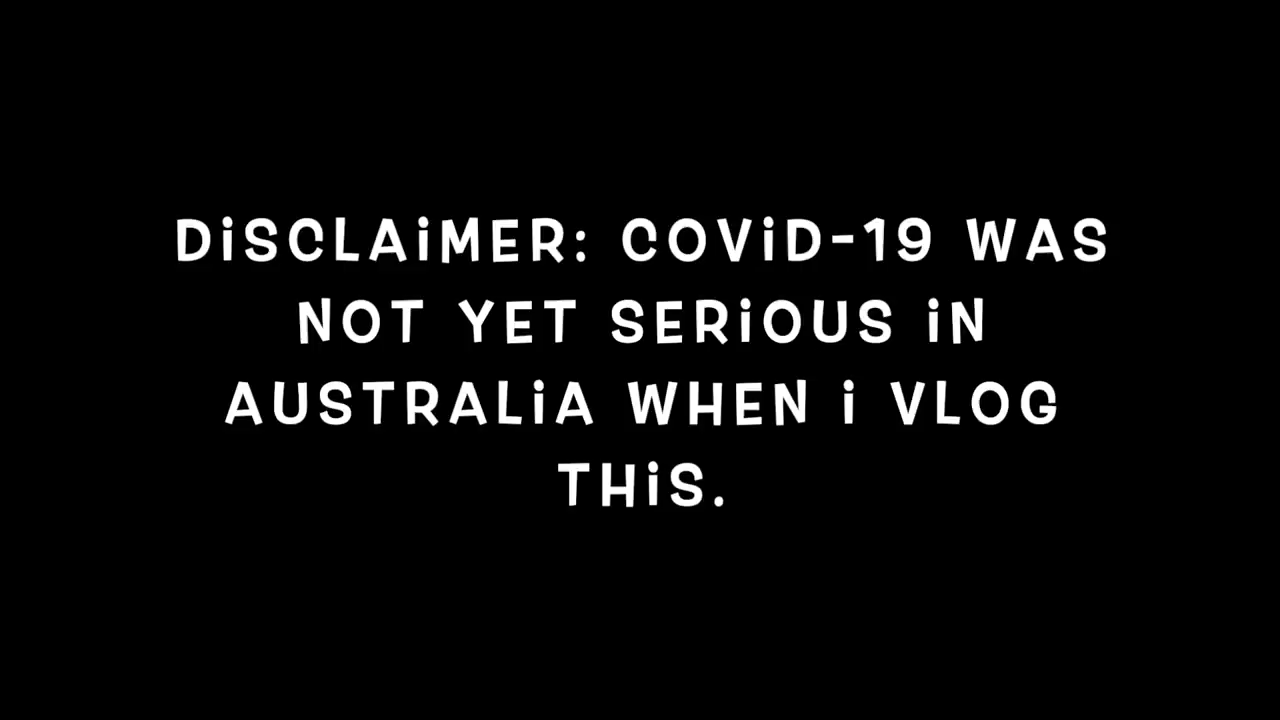 DiSCLAiMER: COViD-19 WAS
NOT YET SERiOUS iN
AUSTRALiA WHEN i VLOG
THiS.